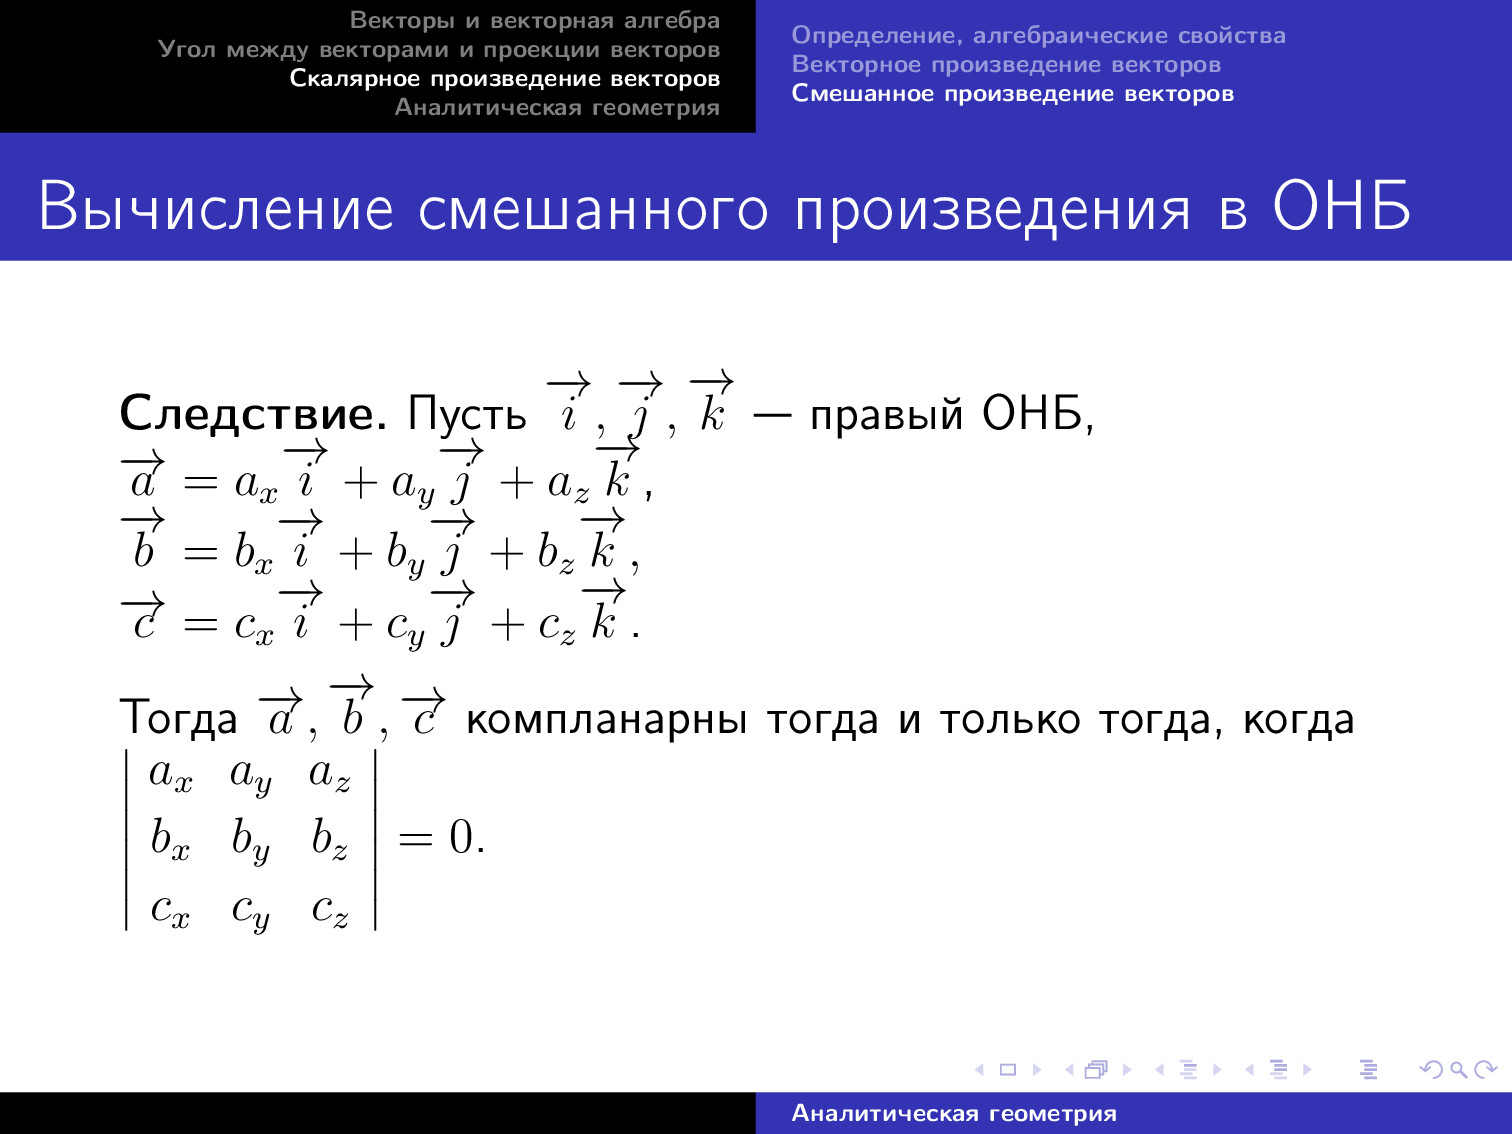 Векторы и векторная алгебра
Угол между векторами и проекции векторов
Скалярное произведение векторов
Аналитическая геометрия
Определение, алгебраические свойства
Векторное произведение векторов
Смешанное произведение векторов
Вычисление смешанного произведения в ОНБ
Следствие. Пусть $\overrightarrow{i}, \overrightarrow{j}, \overrightarrow{k}$ — правый ОНБ,
$\overrightarrow{a} = a_x\overrightarrow{i} + a_y\overrightarrow{j} + a_z\overrightarrow{k}$,
$\overrightarrow{b} = b_x\overrightarrow{i} + b_y\overrightarrow{j} + b_z\overrightarrow{k}$,
$\overrightarrow{c} = c_x\overrightarrow{i} + c_y\overrightarrow{j} + c_z\overrightarrow{k}$.
Тогда $\overrightarrow{a}, \overrightarrow{b}, \overrightarrow{c}$ компланарны тогда и только тогда, когда
$\begin{vmatrix} a_x & a_y & a_z \\ b_x & b_y & b_z \\ c_x & c_y & c_z \end{vmatrix} = 0.$
Аналитическая геометрия